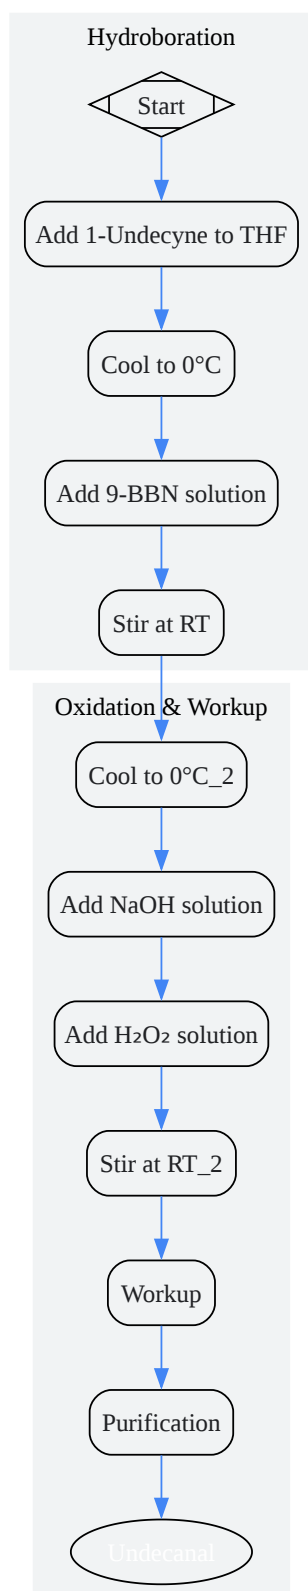 Hydroboration
Start
Add 1-Undecyne to THF
Cool to 0°C
Add 9-BBN solution
Stir at RT
Oxidation & Workup
Cool to 0°C_2
Add NaOH solution
Add H₂O₂ solution
Stir at RT_2
Workup
Purification
Undecanal